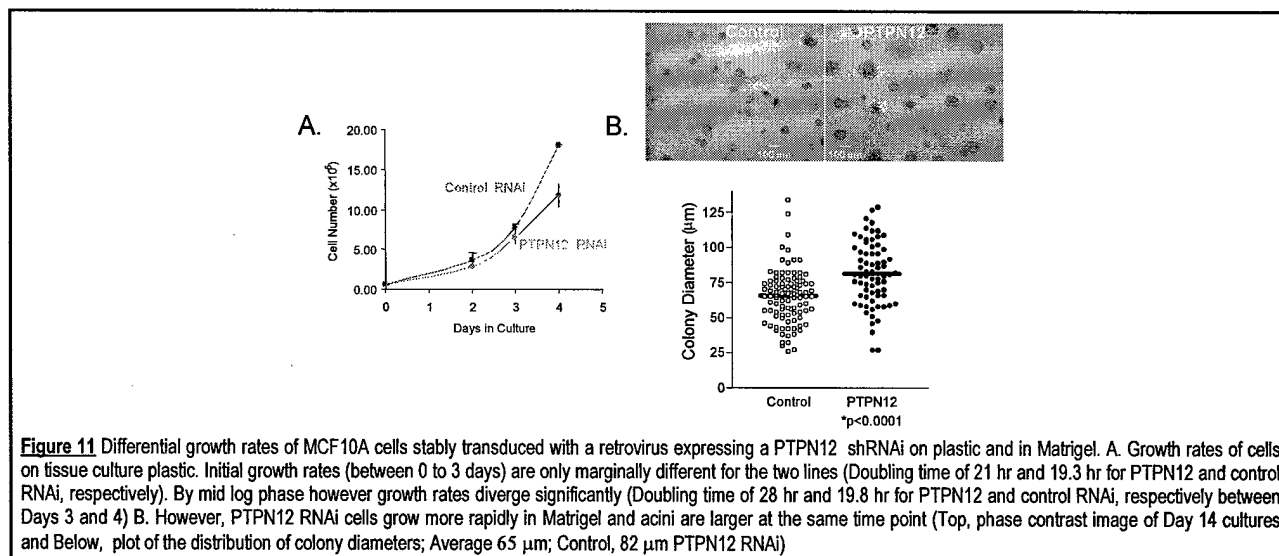 A.
20.00
15.00
10.00
5.00
0.00
Cell Number (x10⁶)
Control RNAi
PTPN12 RNAi
0 1 2 3 4 5
Days in Culture
B.
Control
PTPN12
125
100
75
50
25
0
Colony Diameter (µm)
Control PTPN12
*p<0.0001
Figure 11 Differential growth rates of MCF10A cells stably transduced with a retrovirus expressing a PTPN12 shRNAi on plastic and in Matrigel. A. Growth rates of cells
on tissue culture plastic. Initial growth rates (between 0 to 3 days) are only marginally different for the two lines (Doubling time of 21 hr and 19.3 hr for PTPN12 and control
RNAi, respectively). By mid log phase however growth rates diverge significantly (Doubling time of 28 hr and 19.8 hr for PTPN12 and control RNAi, respectively between
Days 3 and 4) B. However, PTPN12 RNAi cells grow more rapidly in Matrigel and acini are larger at the same time point (Top, phase contrast image of Day 14 cultures
and Below, plot of the distribution of colony diameters; Average 65 µm; Control, 82 µm PTPN12 RNAi)